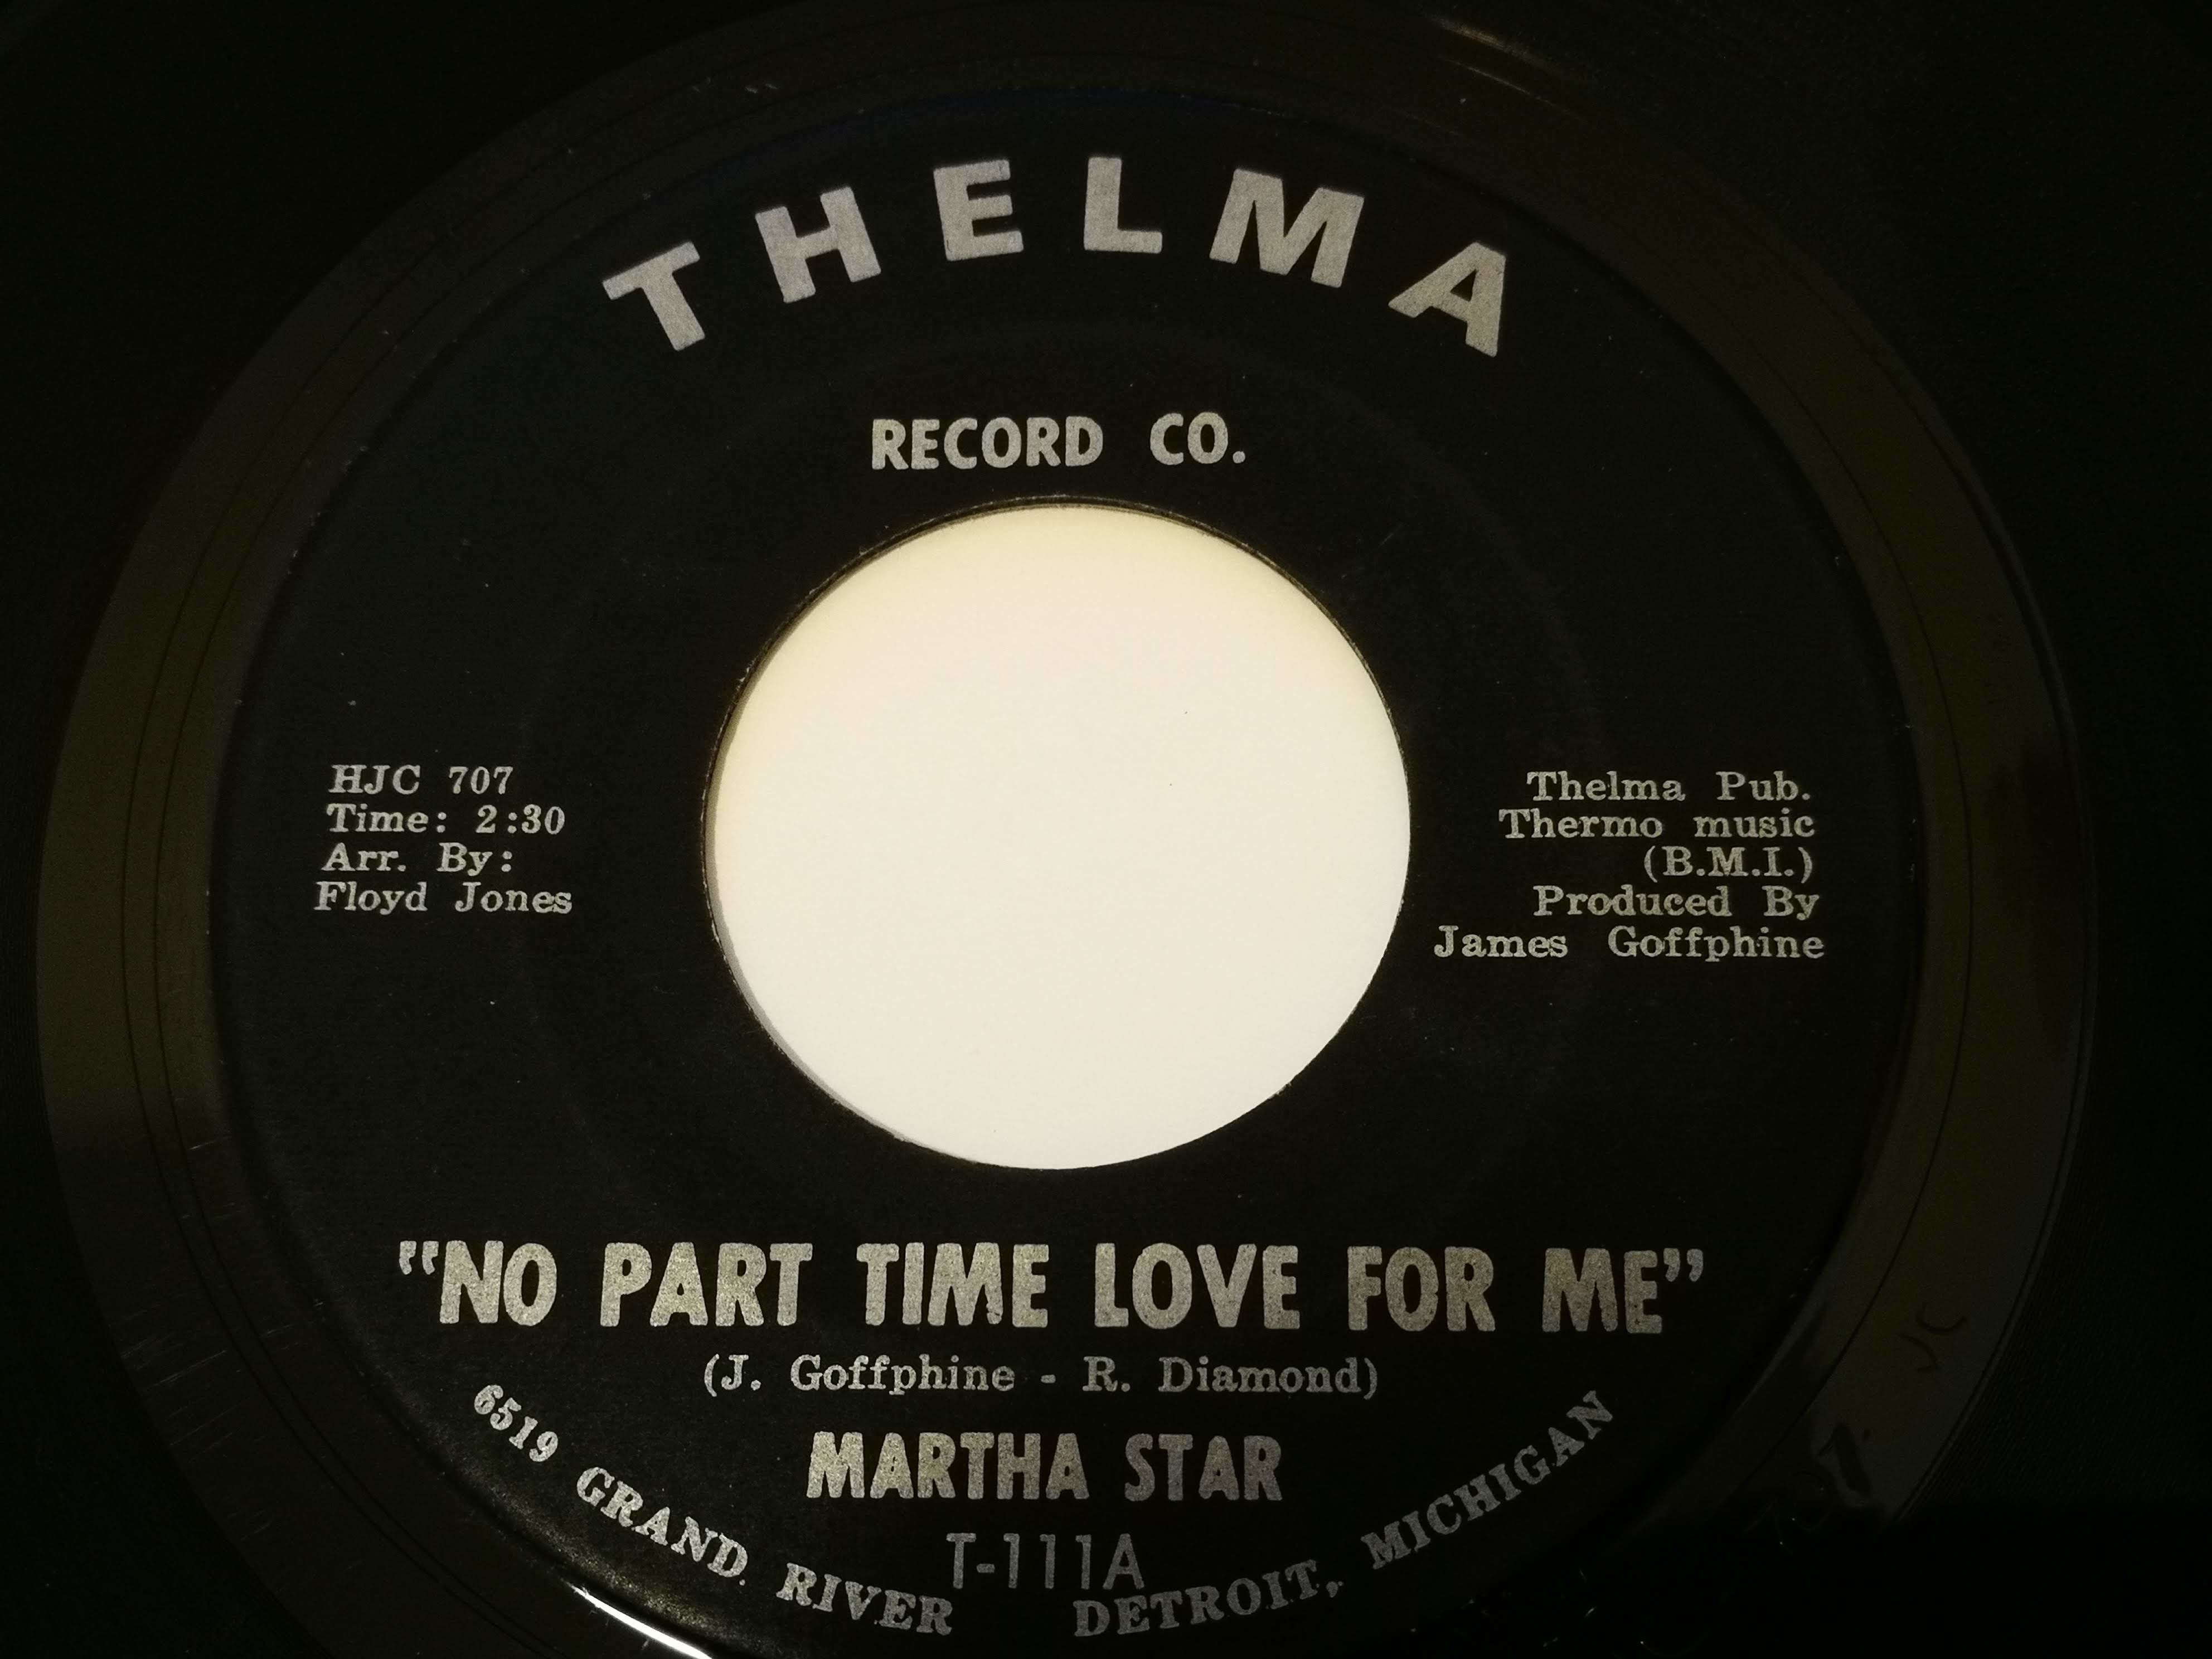 THELMA
RECORD CO.
HJC 707
Time: 2:30
Arr. By:
Floyd Jones
Thelma Pub.
Thermo music
(B.M.I.)
Produced By
James Goffphine
"NO PART TIME LOVE FOR ME"
(J. Goffphine - R. Diamond)
MARTHA STAR
T-111A
6519 GRAND RIVER DETROIT, MICHIGAN